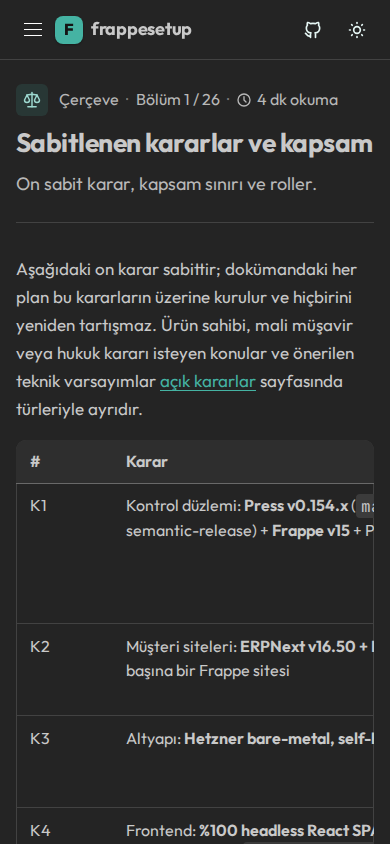 F frappesetup
Çerçeve · Bölüm 1 / 26 · 4 dk okuma
Sabitlenen kararlar ve kapsam
On sabit karar, kapsam sınırı ve roller.
Aşağıdaki on karar sabittir; dokümandaki her
plan bu kararların üzerine kurulur ve hiçbirini
yeniden tartışmaz. Ürün sahibi, mali müşavir
veya hukuk kararı isteyen konular ve önerilen
teknik varsayımlar açık kararlar sayfasında
türleriyle ayrıdır.
# Karar
K1 Kontrol düzlemi: Press v0.154.x (
semantic-release) + Frappe v15 + P
K2 Müşteri siteleri: ERPNext v16.50 +
başına bir Frappe sitesi
K3 Altyapı: Hetzner bare-metal, self-
K4 Frontend: %100 headless React SPA